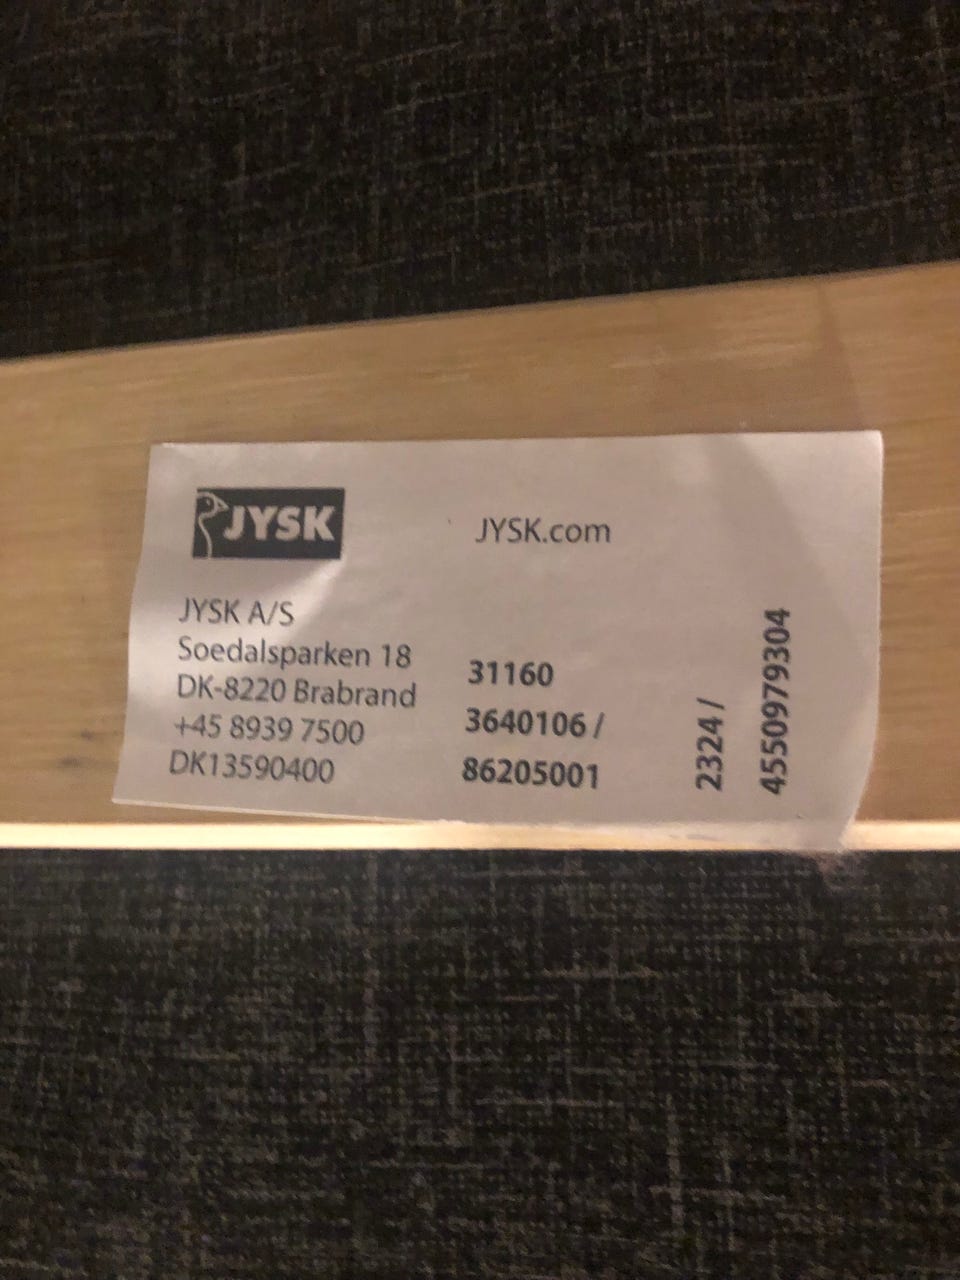 JYSK
JYSK.com
JYSK A/S
Soedalsparken 18
DK-8220 Brabrand
+45 8939 7500
DK13590400
31160
3640106 /
86205001
2324 /
4550979304